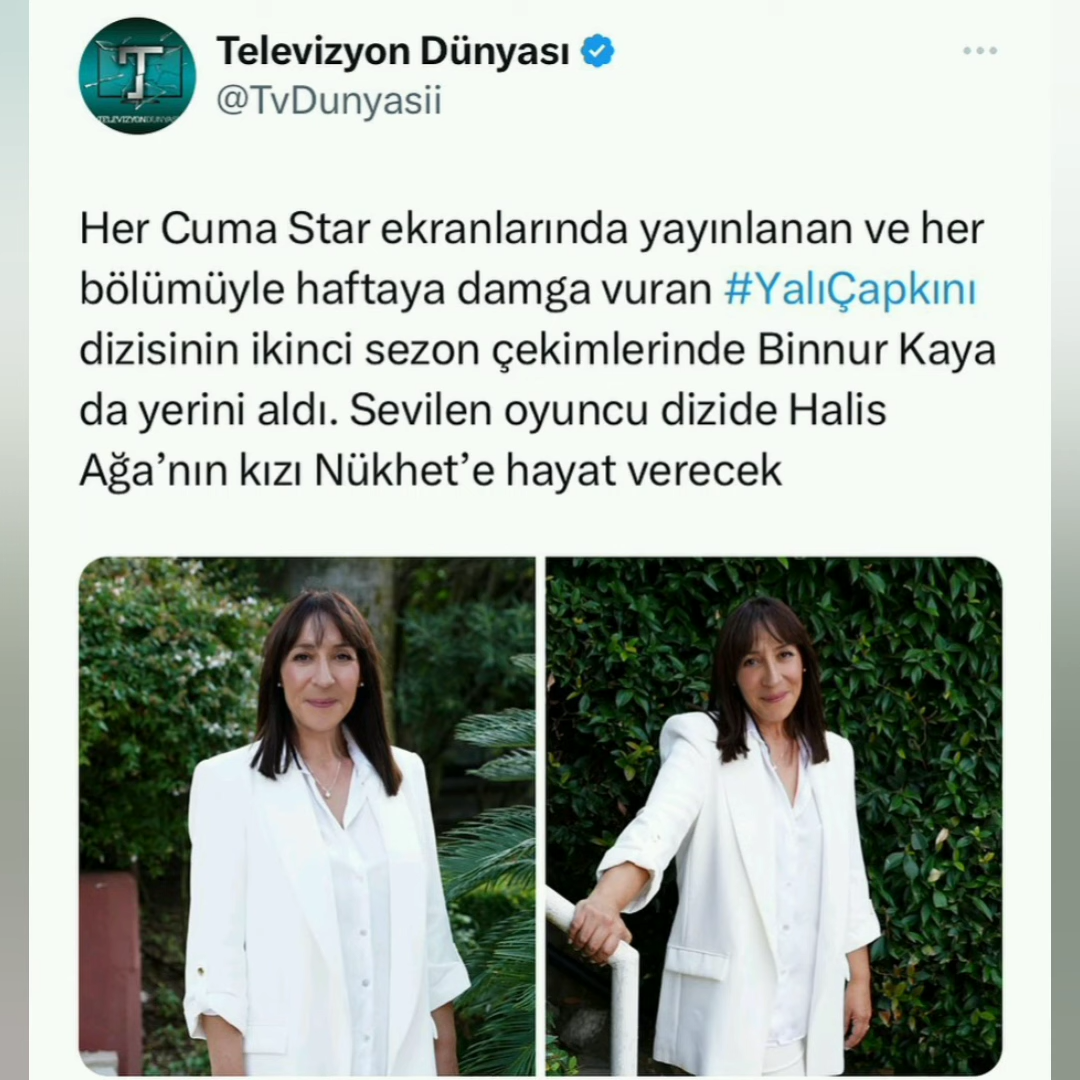 Televizyon Dünyası
@TvDunyasii
TELEVIZYONDUNYASI
Her Cuma Star ekranlarında yayınlanan ve her
bölümüyle haftaya damga vuran #YalıÇapkını
dizisinin ikinci sezon çekimlerinde Binnur Kaya
da yerini aldı. Sevilen oyuncu dizide Halis
Ağa’nın kızı Nükhet’e hayat verecek